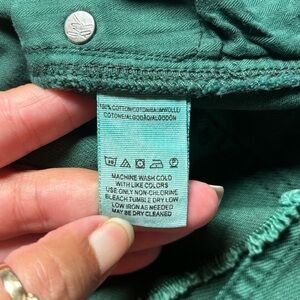 100% COTTON/COTON/BAUMWOLLE/
COTONE/ALGODÃO/ALGODÓN
MACHINE WASH COLD
WITH LIKE COLORS
USE ONLY NON-CHLORINE
BLEACH TUMBLE DRY LOW
LOW IRON AS NEEDED
MAY BE DRY CLEANED